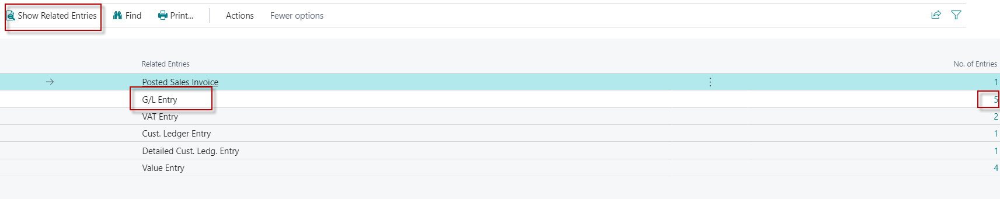 Show Related Entries Find Print... Actions Fewer options
Related Entries No. of Entries
Posted Sales Invoice 1
G/L Entry 5
VAT Entry 2
Cust. Ledger Entry 1
Detailed Cust. Ledg. Entry 1
Value Entry 4